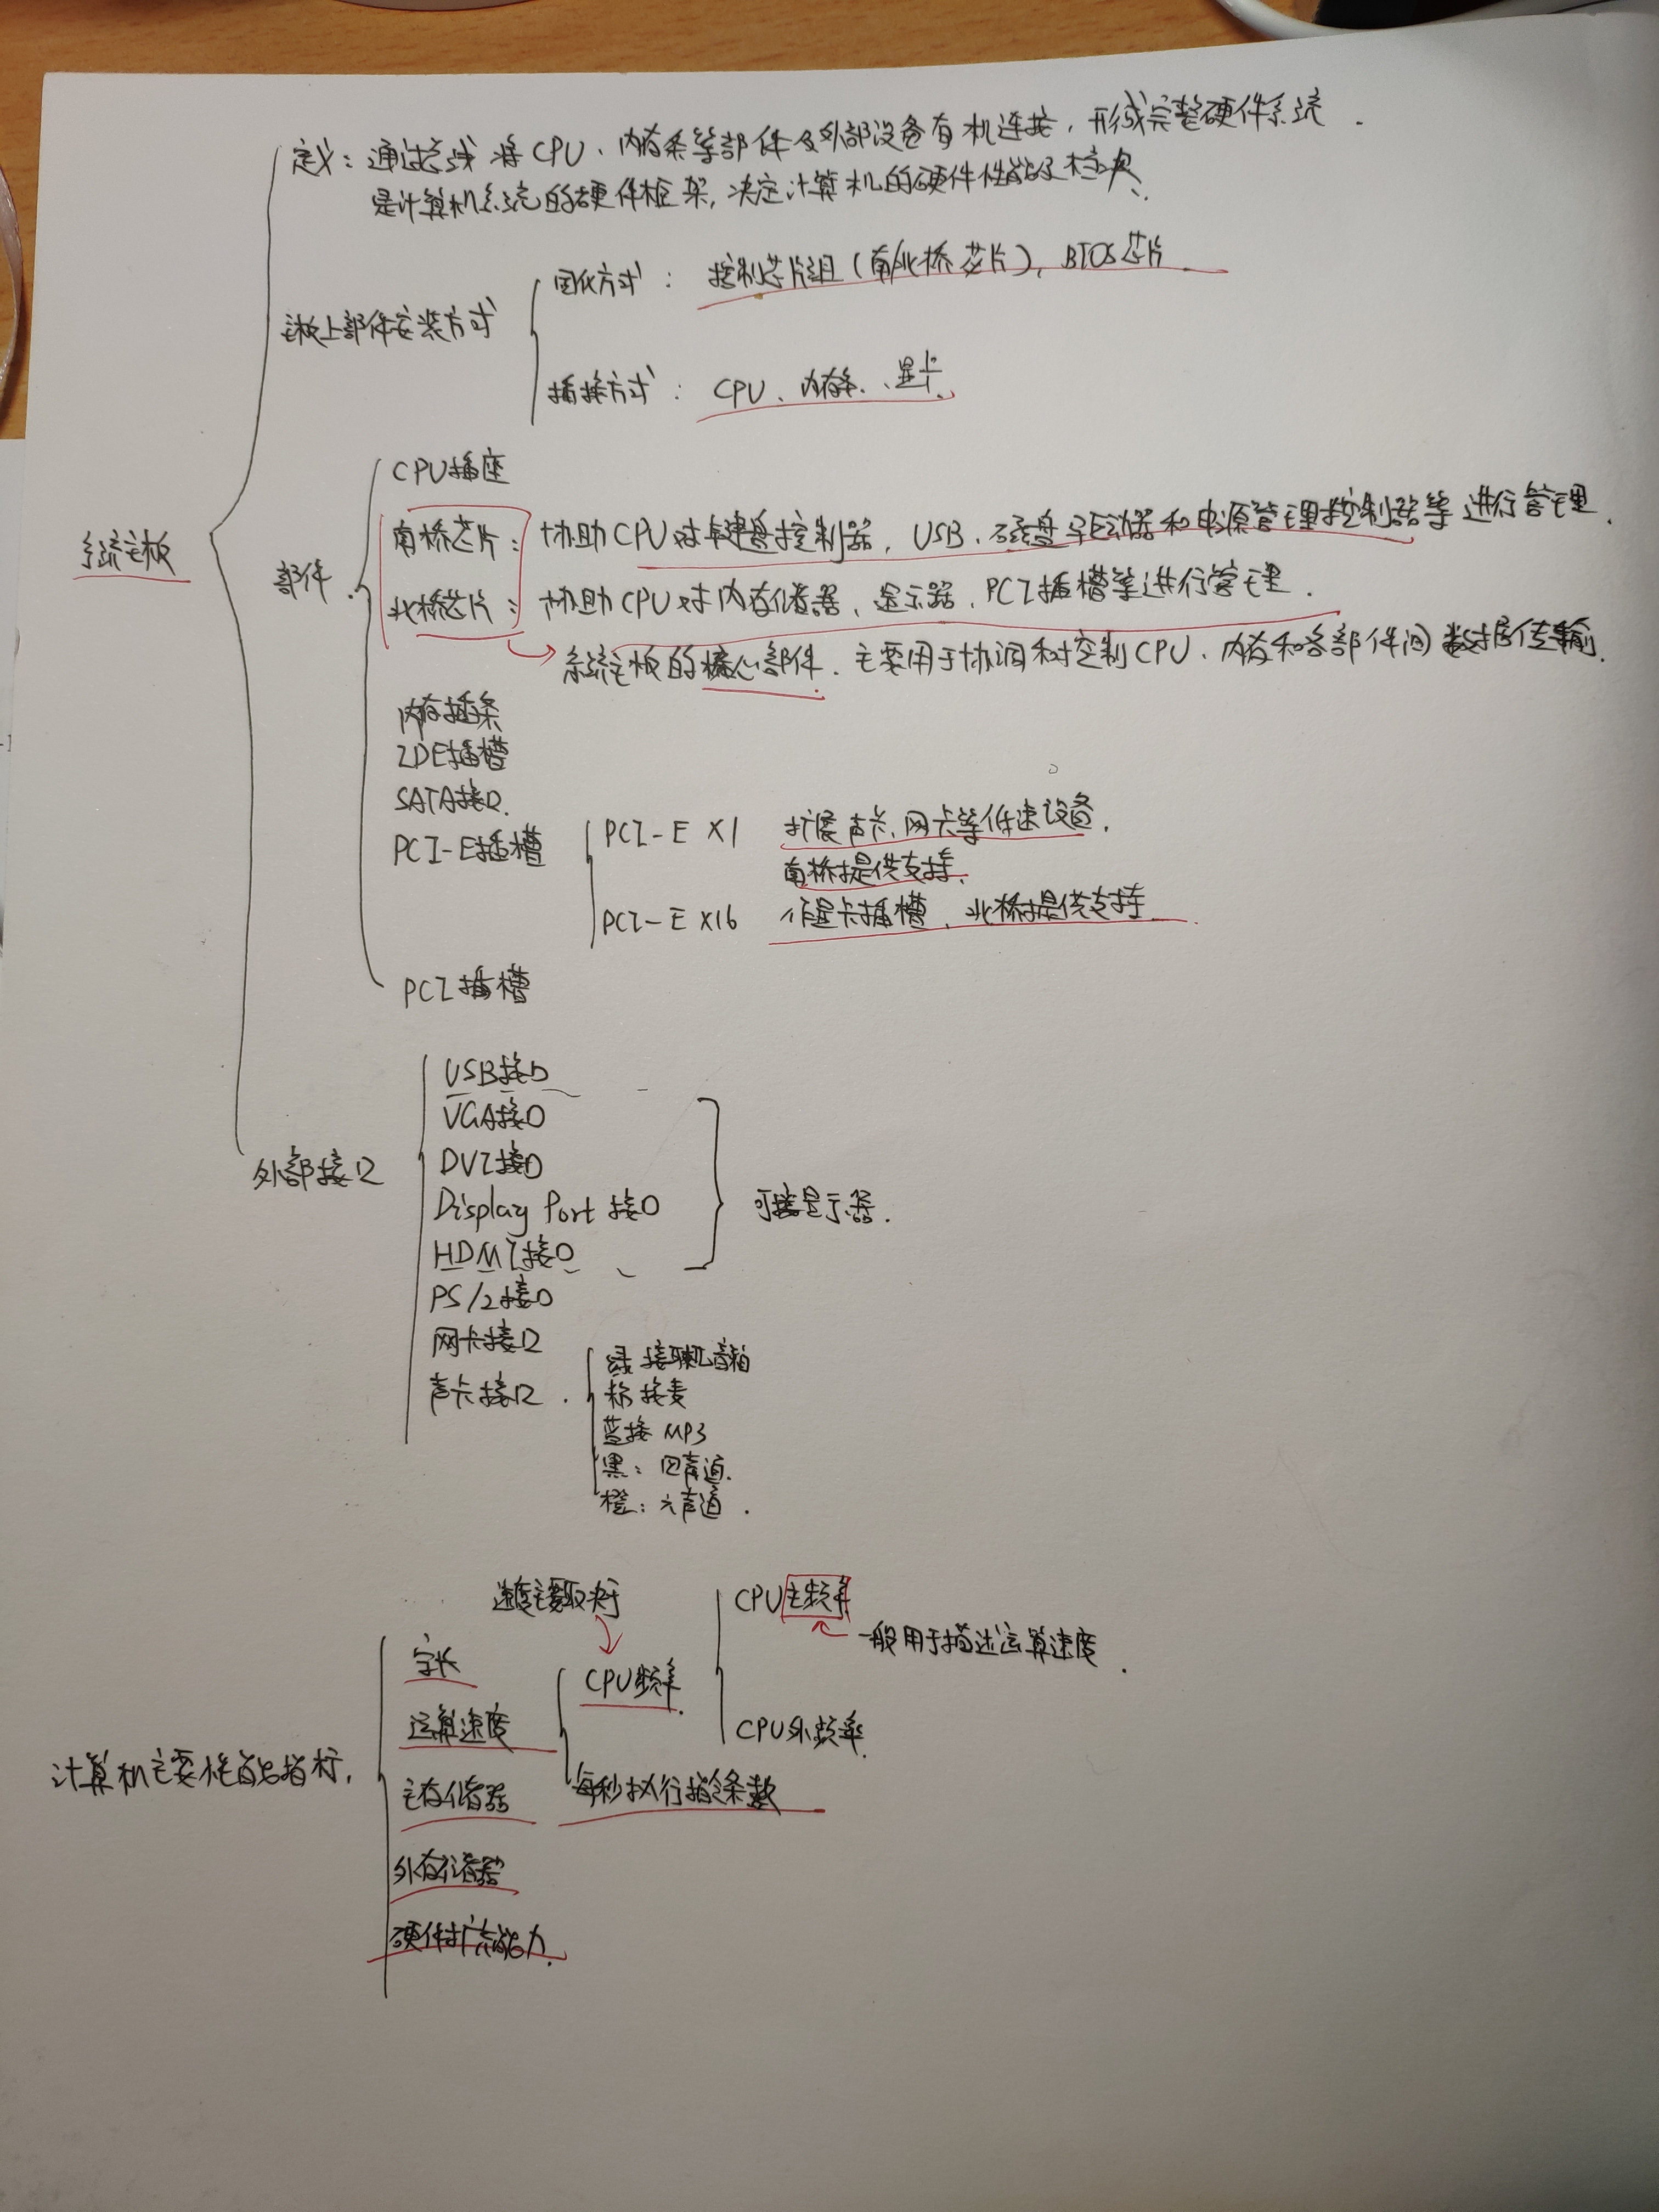 定义：通过总线将CPU、内存条等部件及外部设备有机连接，形成完整硬件系统.
是计算机系统的硬件框架，决定计算机的硬件性能及档次.
主板上部件安装方式
固化方式：控制芯片组（南/北桥芯片）、BIOS芯片
插接方式：CPU、内存条、显卡.
系统主板
部件.
CPU插座
南桥芯片：协助CPU对键盘控制器，USB、磁盘驱动器和电源管理控制器等进行管理.
北桥芯片：协助CPU对内存储器、显示器、PCI插槽等进行管理.
系统主板的核心部件.主要用于协调和控制CPU、内存和各部件间数据传输.
内存插条
IDE插槽
SATA接口.
PCI-E插槽
PCI-E X1 扩展声卡、网卡等低速设备，
南桥提供支持.
PCI-E X16 作显卡插槽，北桥提供支持
PCI插槽
外部接口
USB接口
VGA接口
DVI接口
Display Port 接口
HDMI接口
可接显示器.
PS/2接口
网卡接口
声卡接口.
绿 接耳机音箱
粉 接麦
蓝接 MP3
黑：四声道.
橙：六声道.
计算机主要性能指标，
字长
运算速度
主存储器
外存储器
硬件扩充能力.
速度主要取决于
CPU频率.
每秒执行指令条数
CPU主频率
一般用于描述运算速度.
CPU外频率.